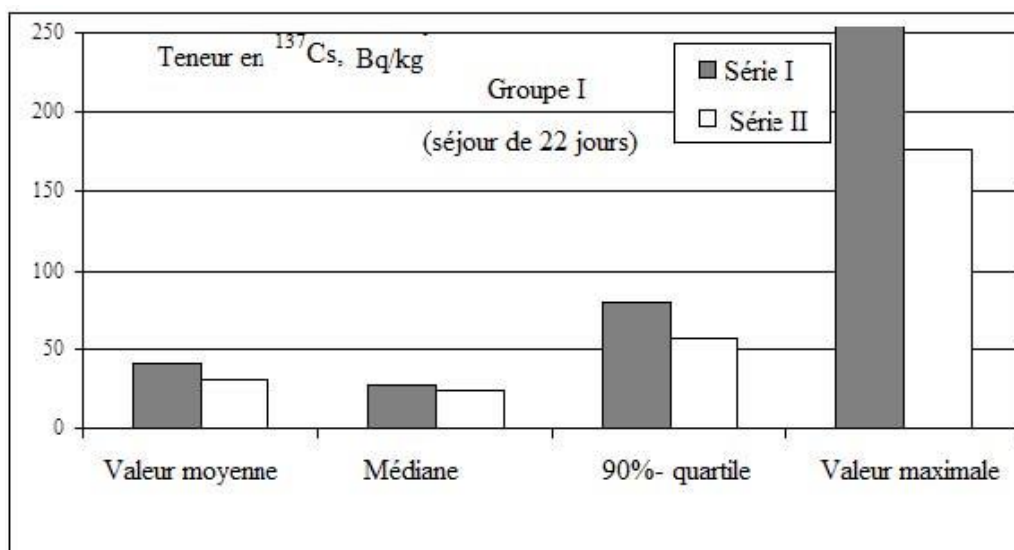 250
200
150
100
50
0
Teneur en ¹³⁷Cs, Bq/kg
Groupe I
(séjour de 22 jours)
Série I
Série II
Valeur moyenne Médiane 90%- quartile Valeur maximale